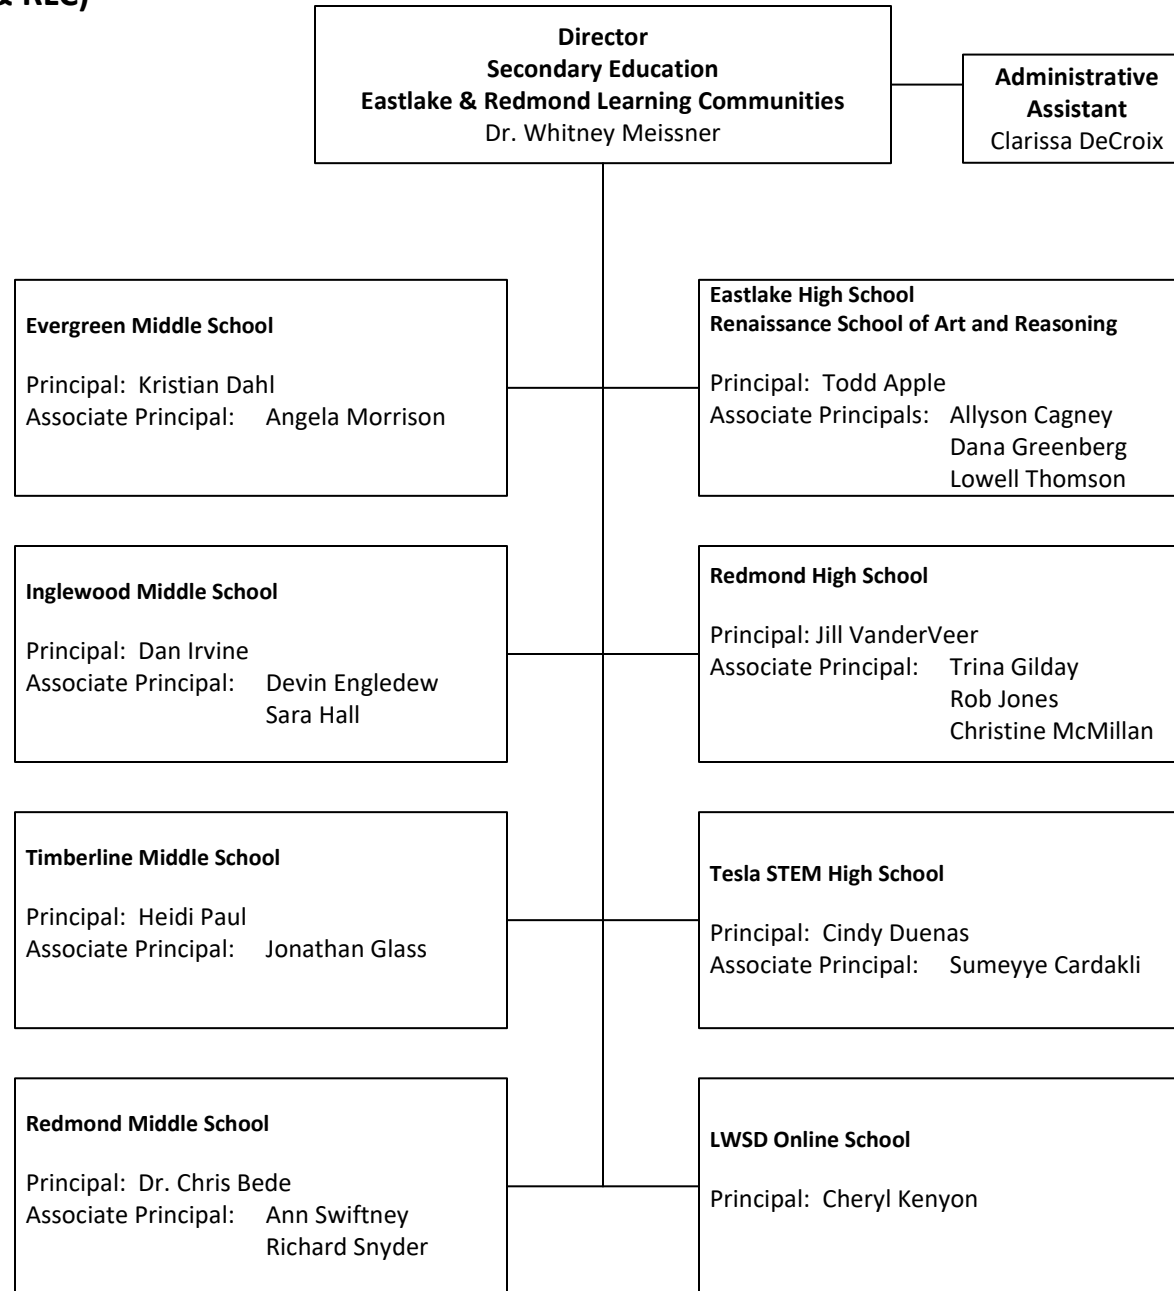 & RLC)
Director
Secondary Education
Eastlake & Redmond Learning Communities
Dr. Whitney Meissner
Administrative
Assistant
Clarissa DeCroix
Evergreen Middle School
Principal:  Kristian Dahl
Associate Principal:    Angela Morrison
Eastlake High School
Renaissance School of Art and Reasoning
Principal:  Todd Apple
Associate Principals:   Allyson Cagney
Dana Greenberg
Lowell Thomson
Inglewood Middle School
Principal:  Dan Irvine
Associate Principal:    Devin Engledew
Sara Hall
Redmond High School
Principal: Jill VanderVeer
Associate Principal:    Trina Gilday
Rob Jones
Christine McMillan
Timberline Middle School
Principal:  Heidi Paul
Associate Principal:    Jonathan Glass
Tesla STEM High School
Principal:  Cindy Duenas
Associate Principal:    Sumeyye Cardakli
Redmond Middle School
Principal:  Dr. Chris Bede
Associate Principal:    Ann Swiftney
Richard Snyder
LWSD Online School
Principal:  Cheryl Kenyon